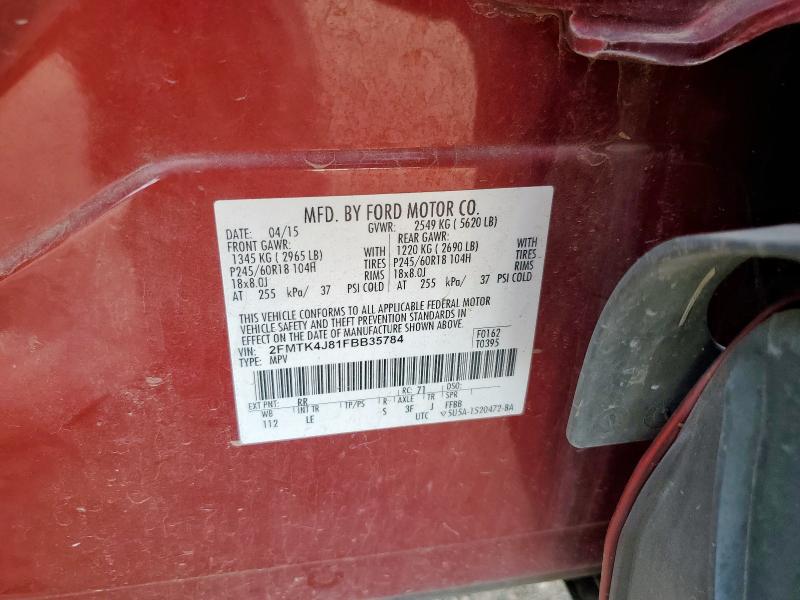 MFD. BY FORD MOTOR CO.
DATE: 04/15 GVWR: 2549 KG ( 5620 LB)
FRONT GAWR: REAR GAWR:
1345 KG ( 2965 LB) WITH 1220 KG ( 2690 LB) WITH
P245/60R18 104H TIRES P245/60R18 104H TIRES
18x8.0J RIMS 18x8.0J RIMS
AT 255 kPa/ 37 PSI COLD AT 255 kPa/ 37 PSI COLD
THIS VEHICLE CONFORMS TO ALL APPLICABLE FEDERAL MOTOR
VEHICLE SAFETY AND THEFT PREVENTION STANDARDS IN
EFFECT ON THE DATE OF MANUFACTURE SHOWN ABOVE.
VIN: 2FMTK4J81FBB35784 F0162
TYPE: MPV T0395
EXT PNT: RR RC: 71 DSO:
WB INT TR TP/PS R AXLE TR SPR
112 LE S 3F J FFBB
UTC 5U5A-1520472-BA